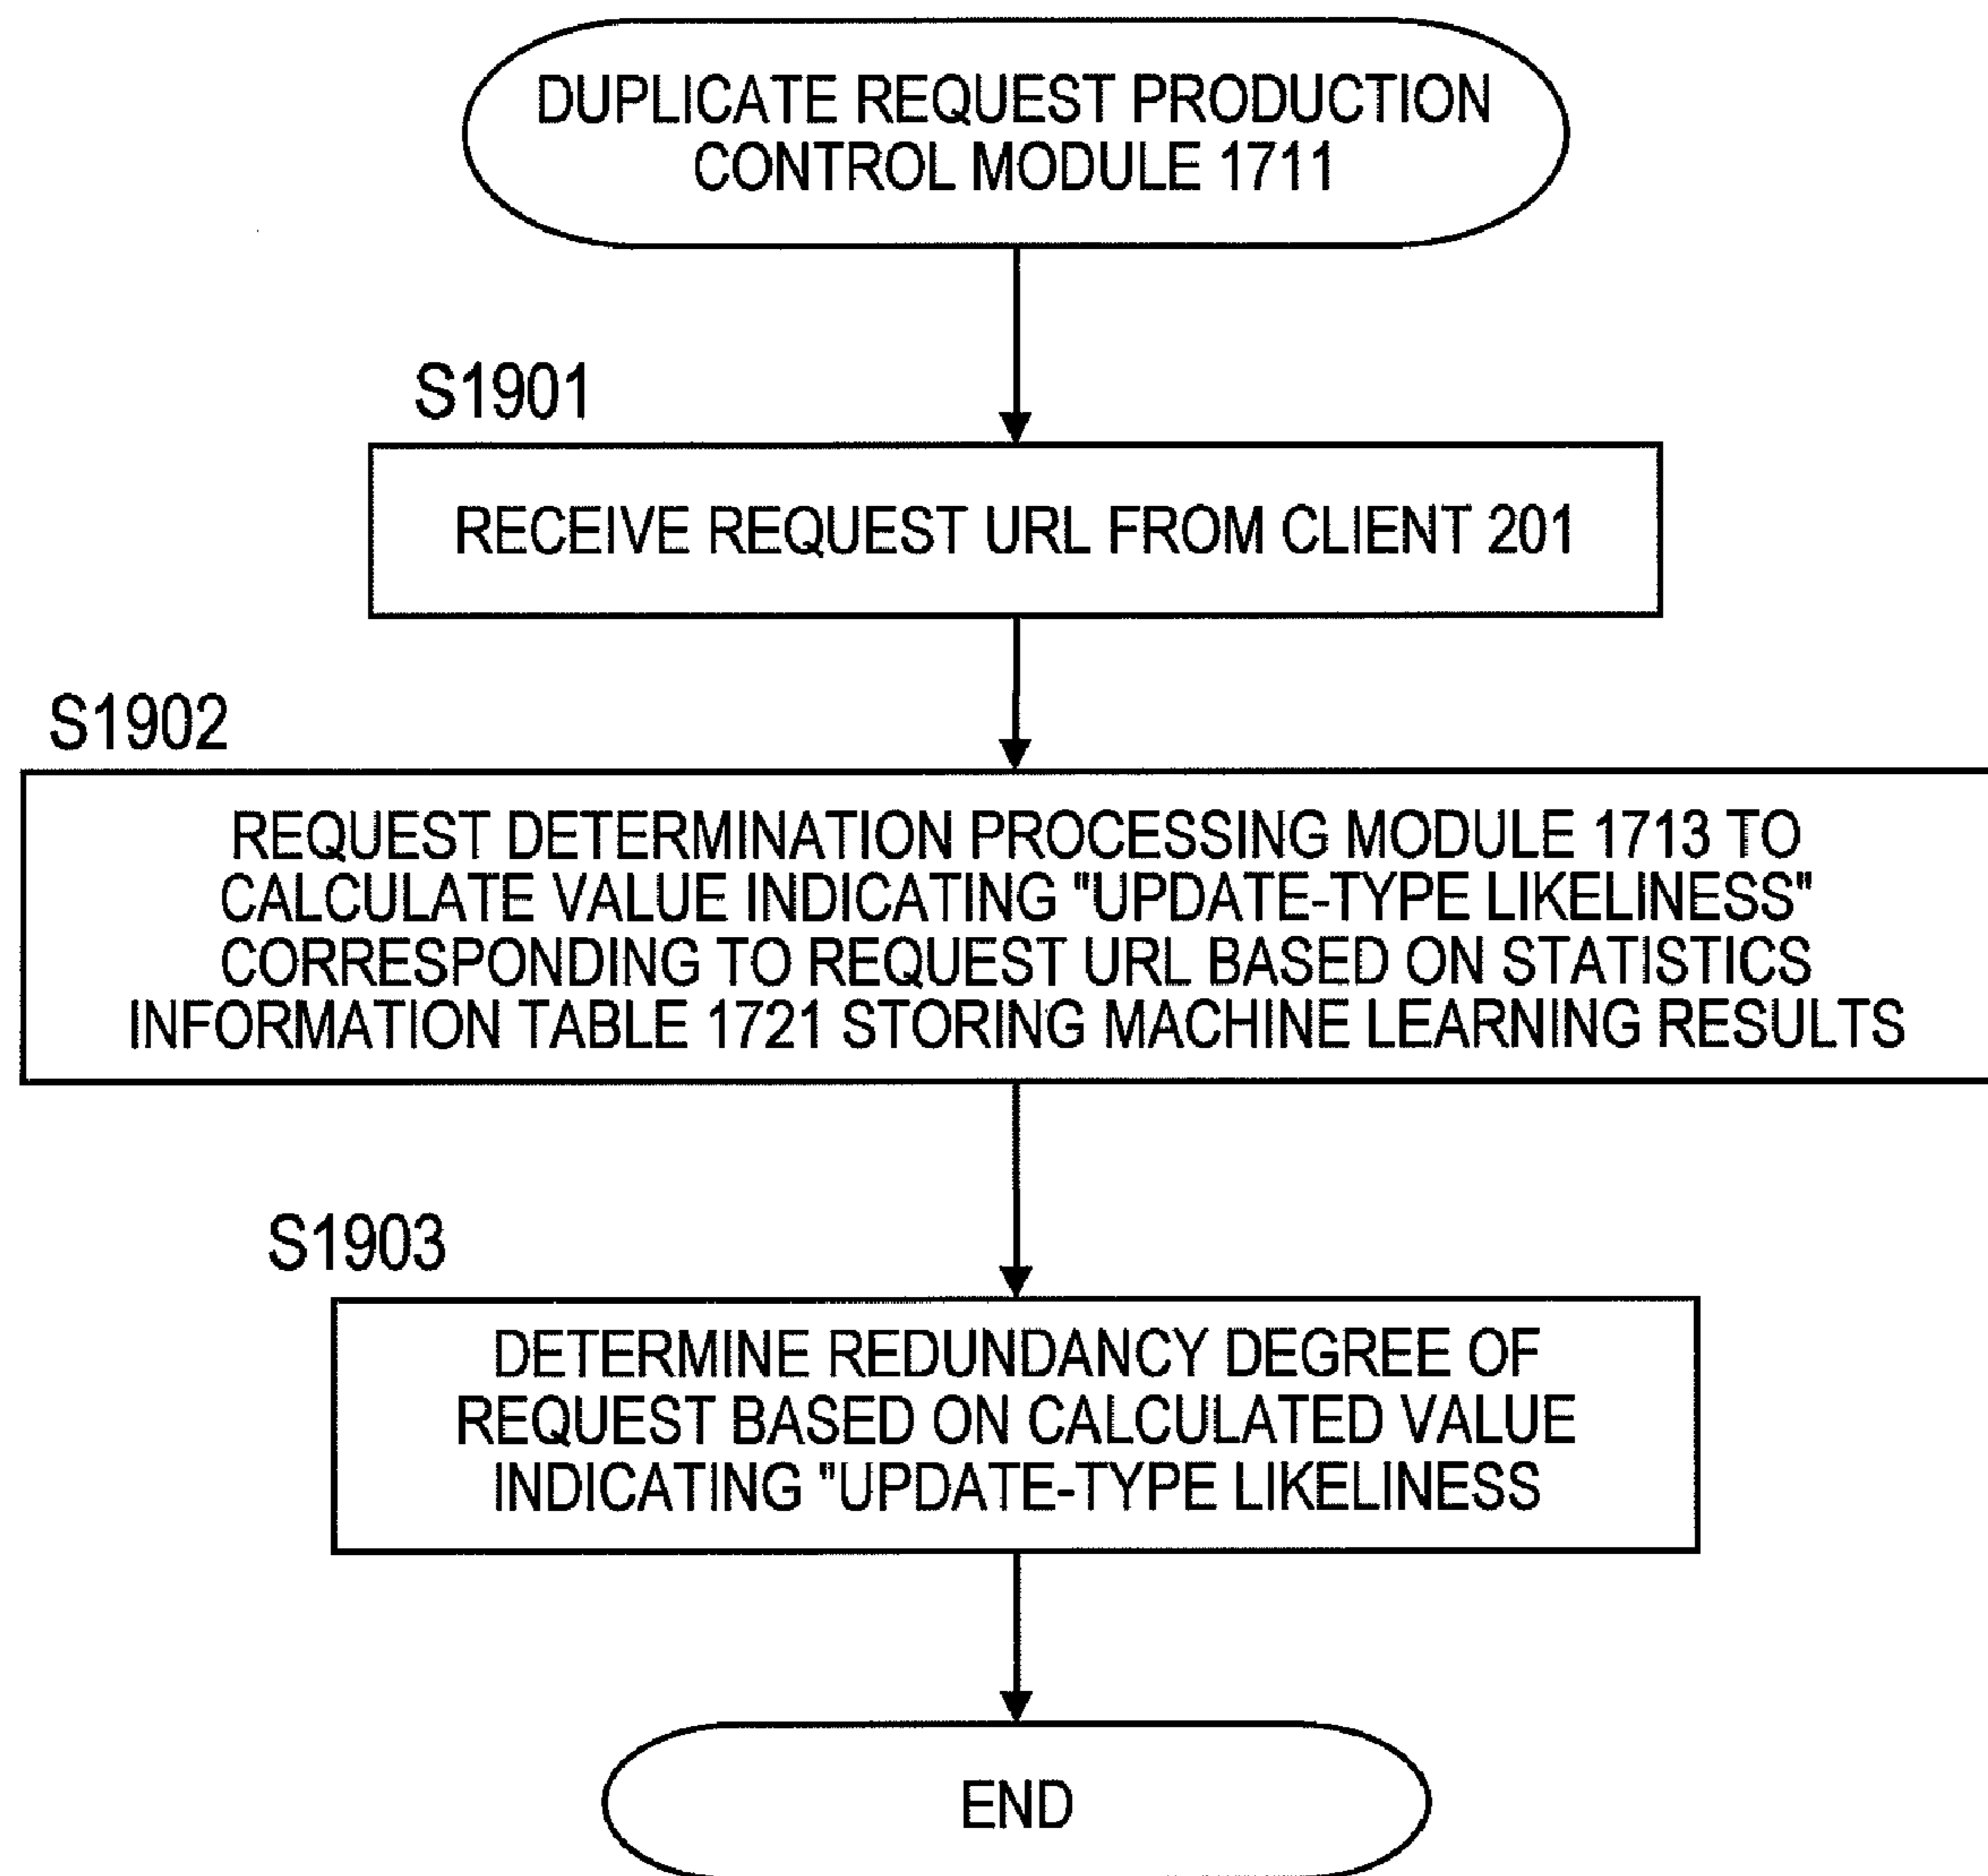 DUPLICATE REQUEST PRODUCTION
CONTROL MODULE 1711
S1901
RECEIVE REQUEST URL FROM CLIENT 201
S1902
REQUEST DETERMINATION PROCESSING MODULE 1713 TO
CALCULATE VALUE INDICATING "UPDATE-TYPE LIKELINESS"
CORRESPONDING TO REQUEST URL BASED ON STATISTICS
INFORMATION TABLE 1721 STORING MACHINE LEARNING RESULTS
S1903
DETERMINE REDUNDANCY DEGREE OF
REQUEST BASED ON CALCULATED VALUE
INDICATING "UPDATE-TYPE LIKELINESS
END